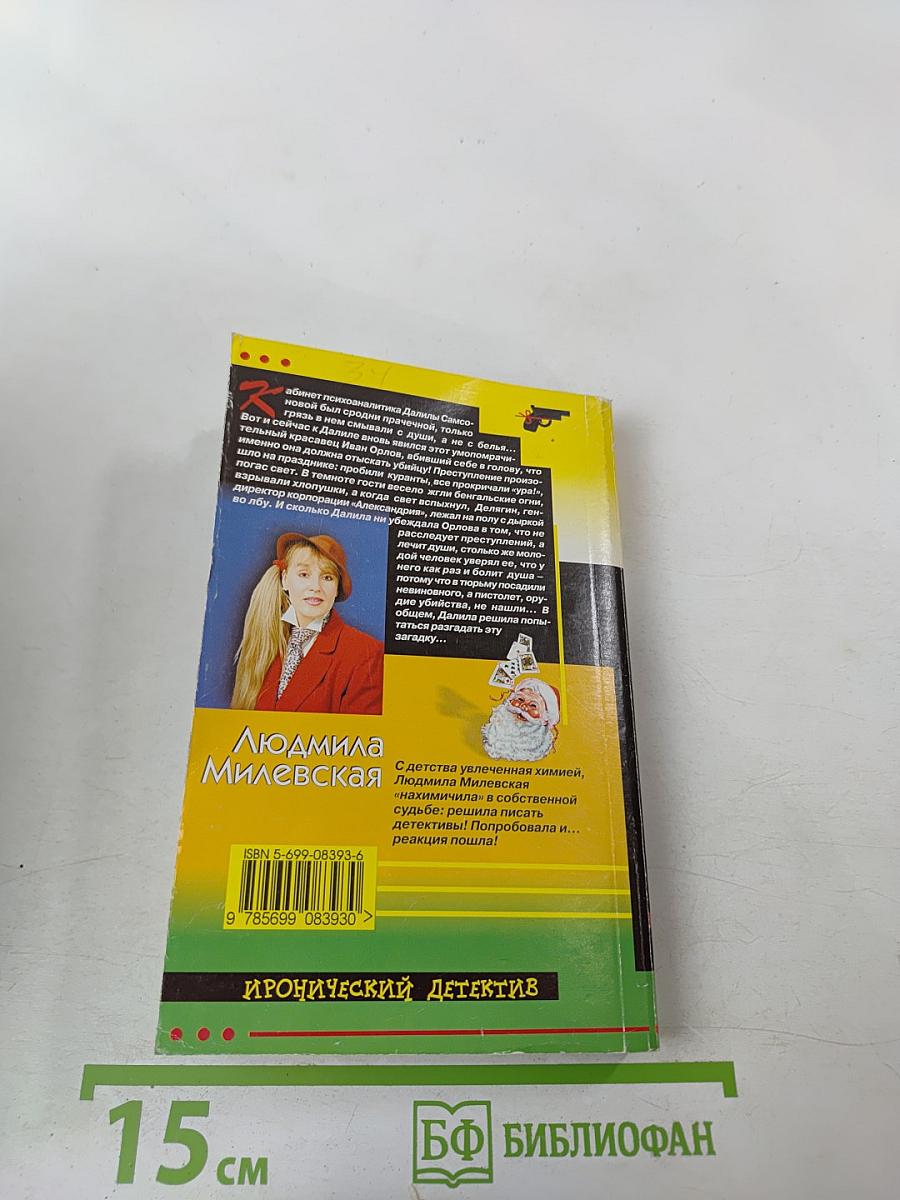 34
Кабинет психоаналитика Далилы Самсо-
новой был сродни прачечной, только
грязь в нем смывали с души, а не с белья...
Вот и сейчас к Далиле вновь явился этот умопомрачи-
тельный красавец Иван Орлов, вбивший себе в голову, что
именно она должна отыскать убийцу! Преступление произо-
шло на празднике: пробили куранты, все прокричали «ура!»,
погас свет. В темноте гости весело жгли бенгальские огни,
взрывали хлопушки, а когда свет вспыхнул, Делягин, ген-
директор корпорации «Александрия», лежал на полу с дыркой
во лбу. И сколько Далила ни убеждала Орлова в том, что не
расследует преступлений, а
лечит души, столько же моло-
дой человек уверял ее, что у
него как раз и болит душа –
потому что в тюрьму посадили
невиновного, а пистолет, ору-
дие убийства, не нашли... В
общем, Далила решила попы-
таться разгадать эту
загадку...
Людмила
Милевская
С детства увлеченная химией,
Людмила Милевская
«нахимичила» в собственной
судьбе: решила писать
детективы! Попробовала и...
реакция пошла!
ISBN 5-699-08393-6
9 785699 083930 >
ИРОНИЧЕСКИЙ ДЕТЕКТИВ
15 см
БФ БИБЛИОФАН